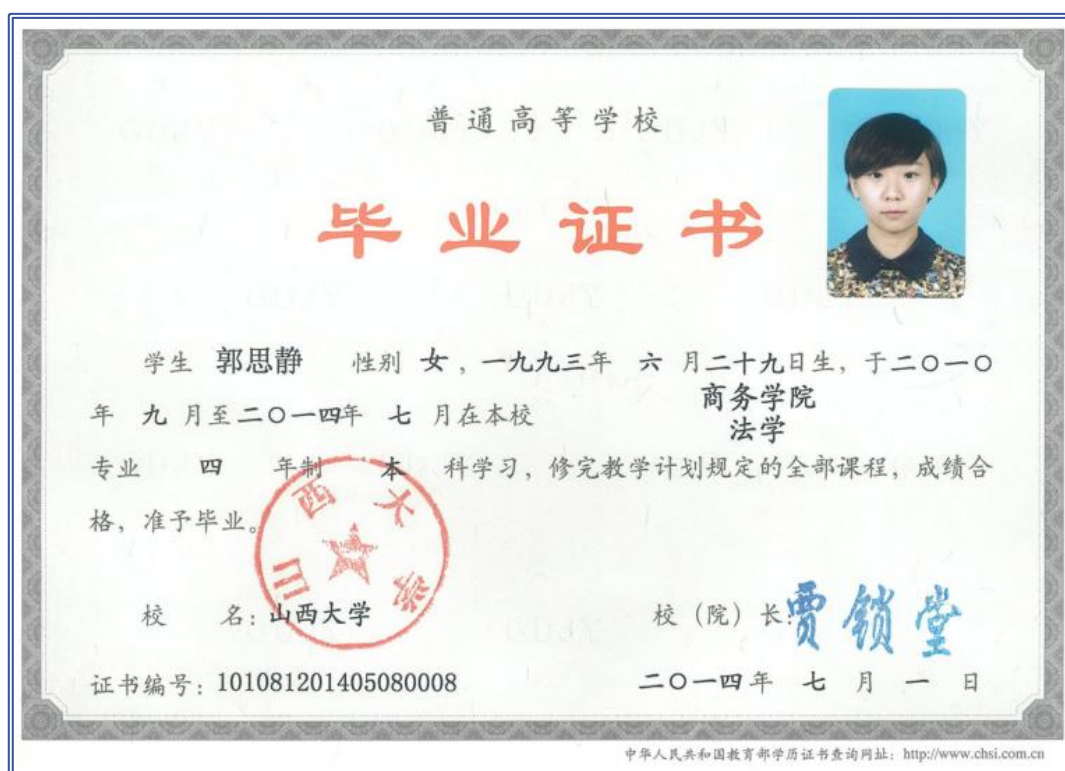 普通高等学校
毕业证书
学生 郭思静 性别 女，一九九三年 六 月二十九日生，于二〇一〇
年 九 月至二〇一四年 七 月在本校 商务学院
法学
专业 四 年制 本 科学习，修完教学计划规定的全部课程，成绩合
格，准予毕业。
山西大学
校 名：山西大学 校（院）长：贾锁堂
证书编号：101081201405080008 二〇一四年 七 月 一 日
中华人民共和国教育部学历证书查询网址：http://www.chsi.com.cn